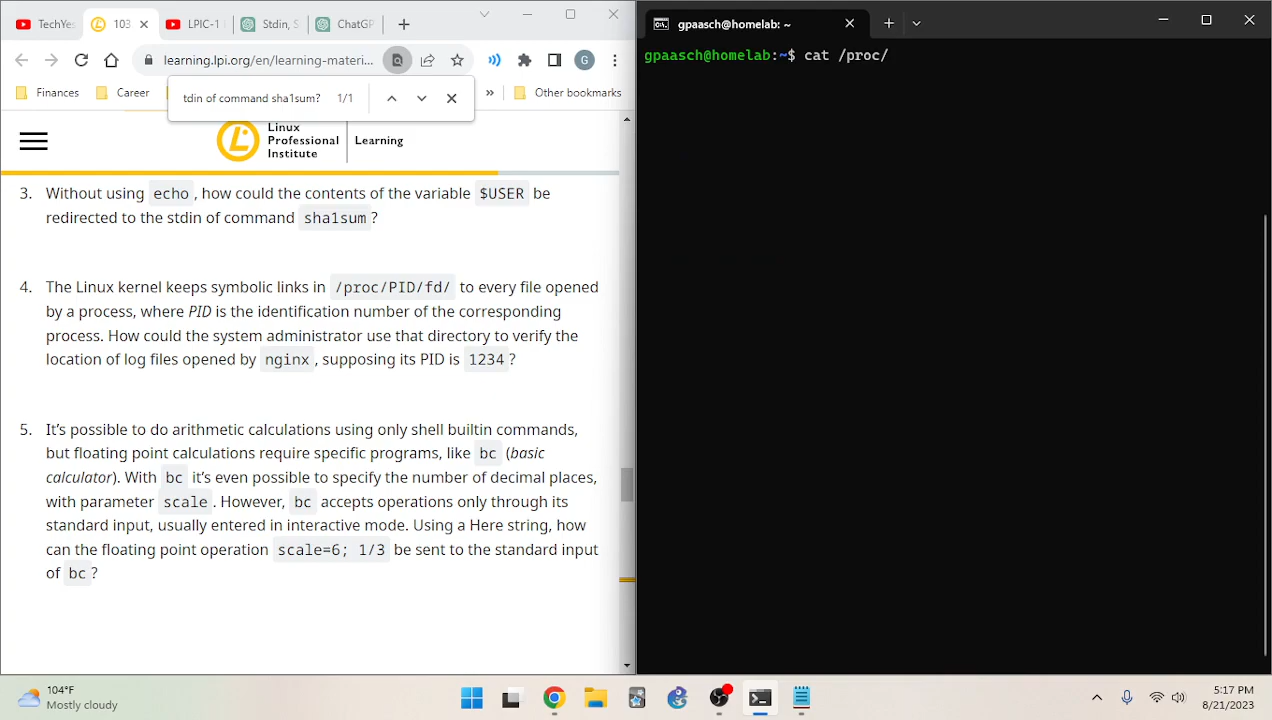 TechYes
103
LPIC-1
Stdin, S
ChatGP
learning.lpi.org/en/learning-materi...
G
Finances
Career
tdin of command sha1sum?
1/1
»
Other bookmarks
Linux
Professional
Institute
Learning
3. Without using echo, how could the contents of the variable $USER be
redirected to the stdin of command sha1sum?
4. The Linux kernel keeps symbolic links in /proc/PID/fd/ to every file opened
by a process, where PID is the identification number of the corresponding
process. How could the system administrator use that directory to verify the
location of log files opened by nginx, supposing its PID is 1234?
5. It's possible to do arithmetic calculations using only shell builtin commands,
but floating point calculations require specific programs, like bc (basic
calculator). With bc it's even possible to specify the number of decimal places,
with parameter scale. However, bc accepts operations only through its
standard input, usually entered in interactive mode. Using a Here string, how
can the floating point operation scale=6; 1/3 be sent to the standard input
of bc?
gpaasch@homelab: ~
gpaasch@homelab:~$ cat /proc/
104°F
Mostly cloudy
5:17 PM
8/21/2023